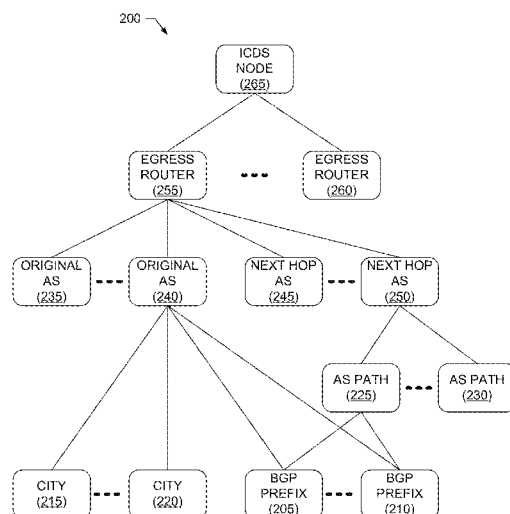 200
ICDS
NODE
(265)
EGRESS
ROUTER
(255)
EGRESS
ROUTER
(260)
ORIGINAL
AS
(235)
ORIGINAL
AS
(240)
NEXT HOP
AS
(245)
NEXT HOP
AS
(250)
AS PATH
(225)
AS PATH
(230)
CITY
(215)
CITY
(220)
BGP
PREFIX
(205)
BGP
PREFIX
(210)